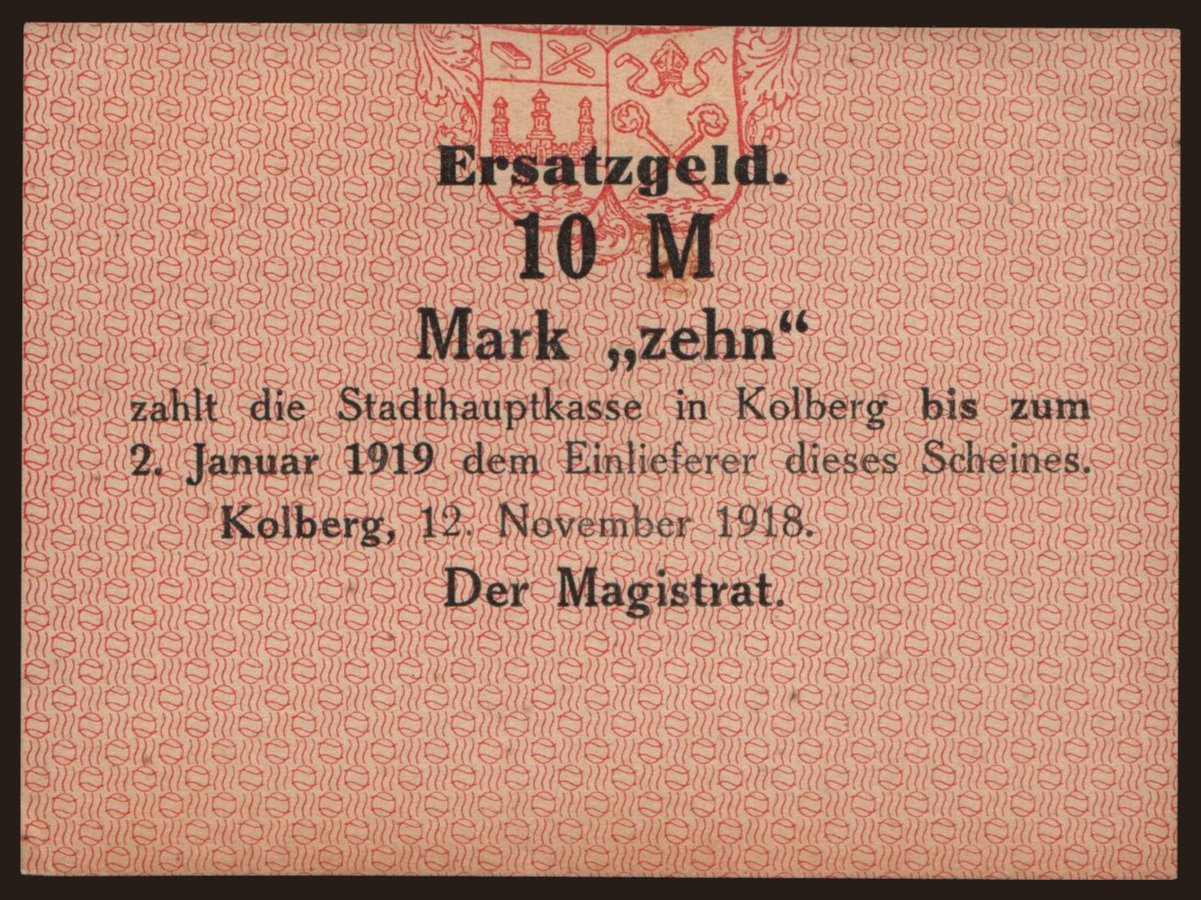 Ersatzgeld.
10 M
Mark „zehn“
zahlt die Stadthauptkasse in Kolberg bis zum
2. Januar 1919 dem Einlieferer dieses Scheines.
Kolberg, 12. November 1918.
Der Magistrat.